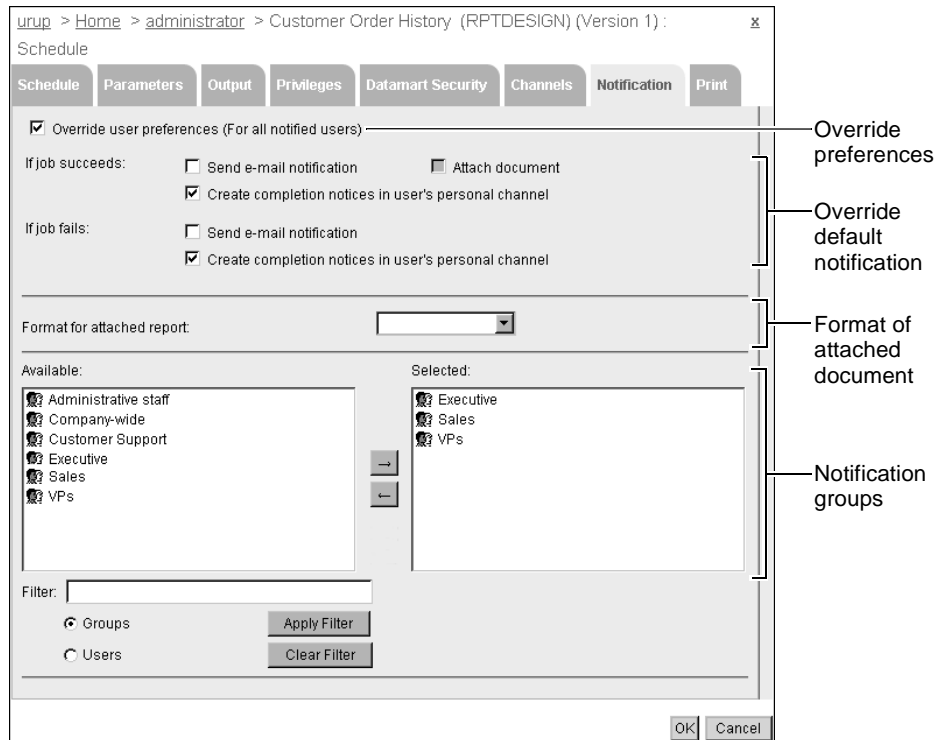 urup > Home > administrator > Customer Order History (RPTDESIGN) (Version 1) :
Schedule
x
Schedule Parameters Output Privileges Datamart Security Channels Notification Print
Override user preferences (For all notified users)
If job succeeds:
Send e-mail notification
Attach document
Create completion notices in user's personal channel
If job fails:
Send e-mail notification
Create completion notices in user's personal channel
Format for attached report:
Available:
Administrative staff
Company-wide
Customer Support
Executive
Sales
VPs
→
←
Selected:
Executive
Sales
VPs
Filter:
Groups
Apply Filter
Users
Clear Filter
OK Cancel
Override
preferences
Override
default
notification
Format of
attached
document
Notification
groups